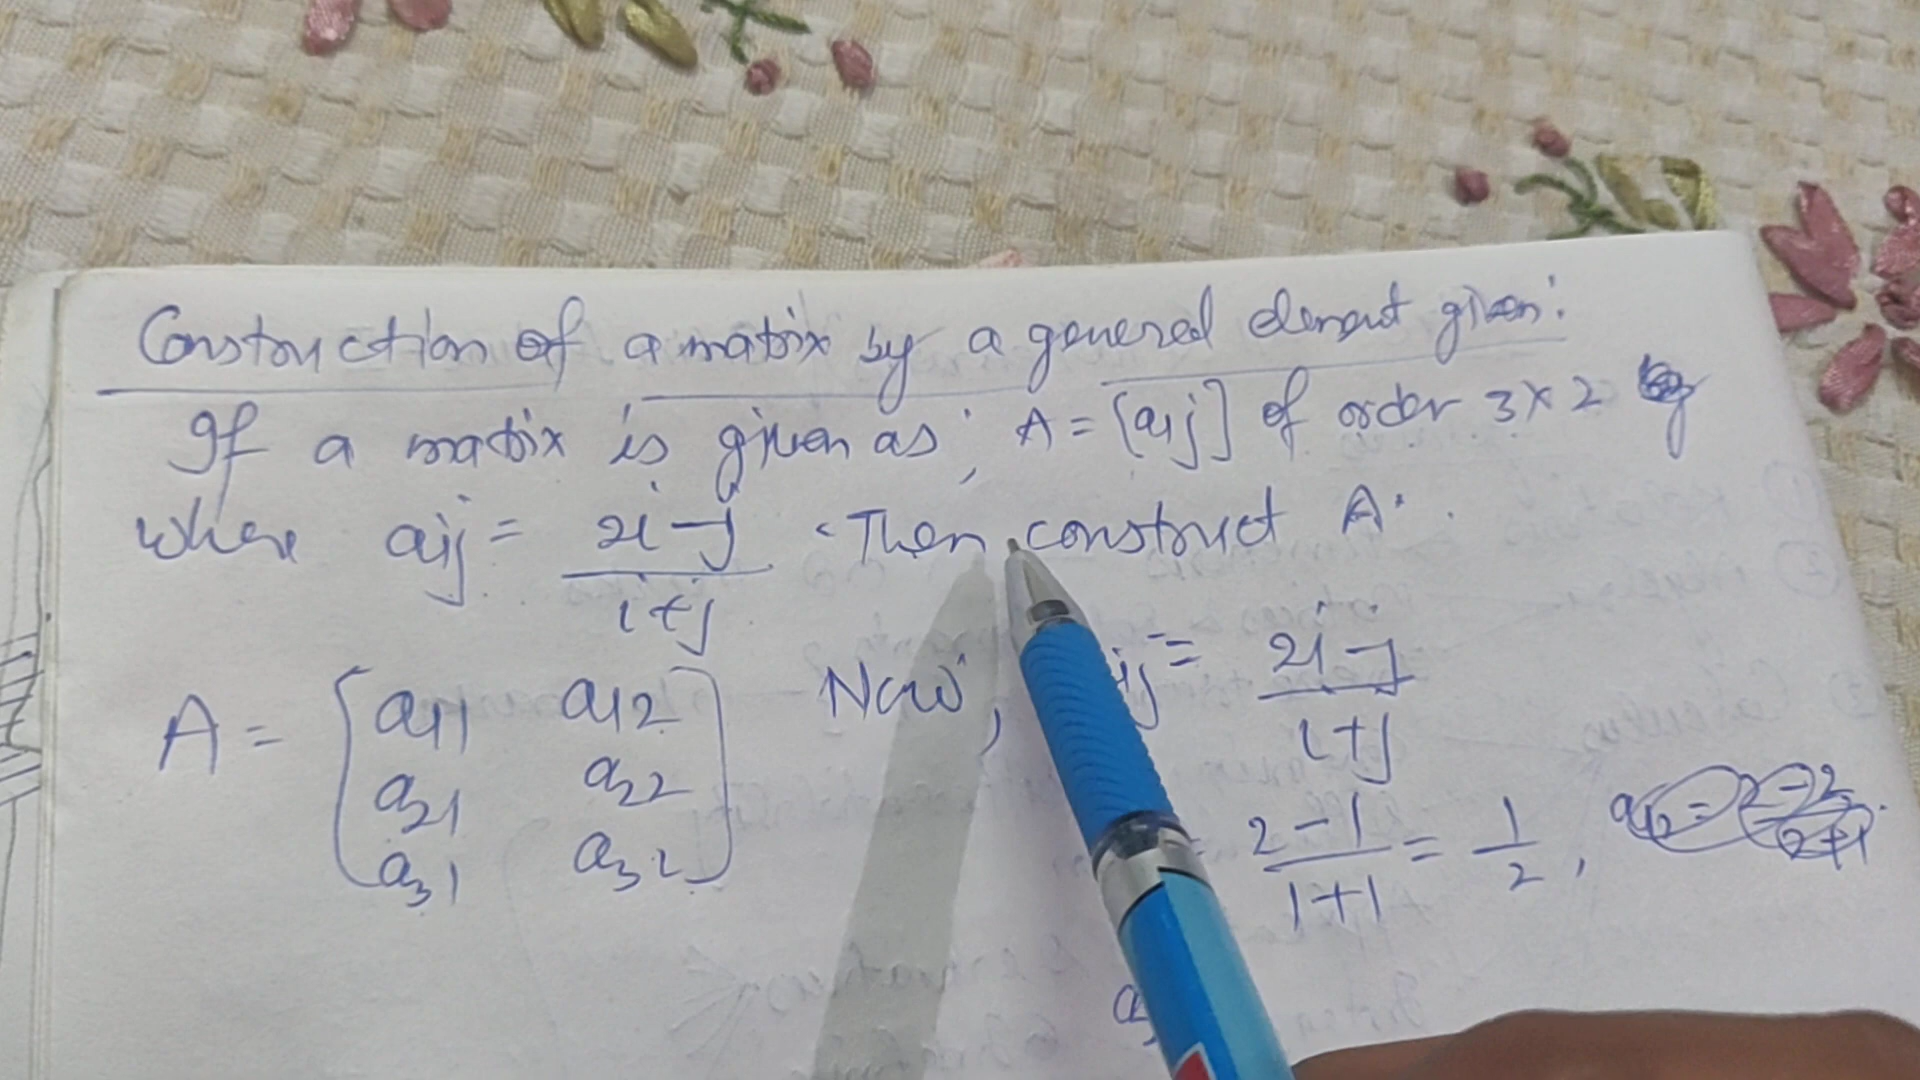 Construction of a matrix by a general element given:
If a matrix is given as, A = [aij] of order 3×2
where aij = 2i-j / i+j . Then construct A.
A = [a11 a12 Now, ij = 2i-j / i+j
a21 a22
a31 a32] = 2-1 / 1+1 = 1/2,
a